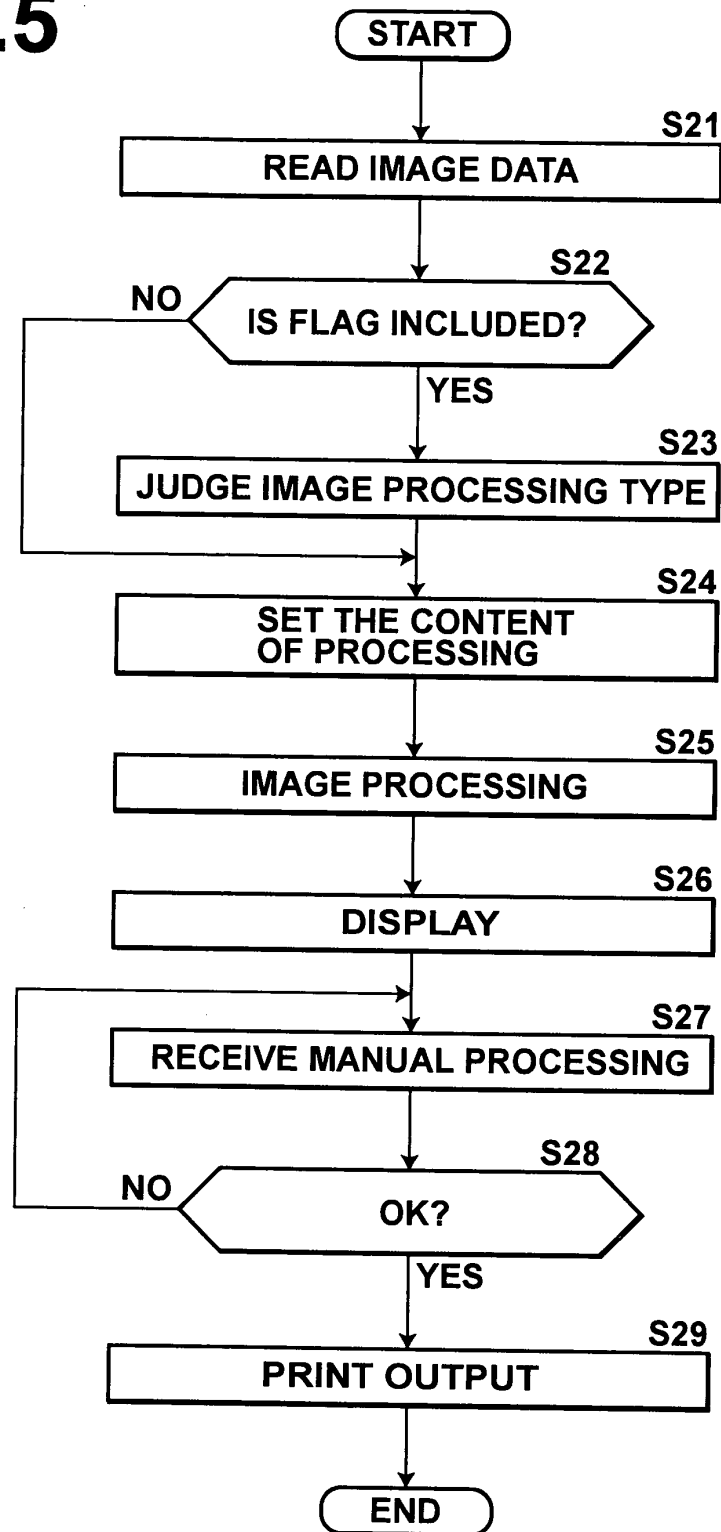 .5
START
S21
READ IMAGE DATA
S22
NO
IS FLAG INCLUDED?
YES
S23
JUDGE IMAGE PROCESSING TYPE
S24
SET THE CONTENT
OF PROCESSING
S25
IMAGE PROCESSING
S26
DISPLAY
S27
RECEIVE MANUAL PROCESSING
S28
NO
OK?
YES
S29
PRINT OUTPUT
END